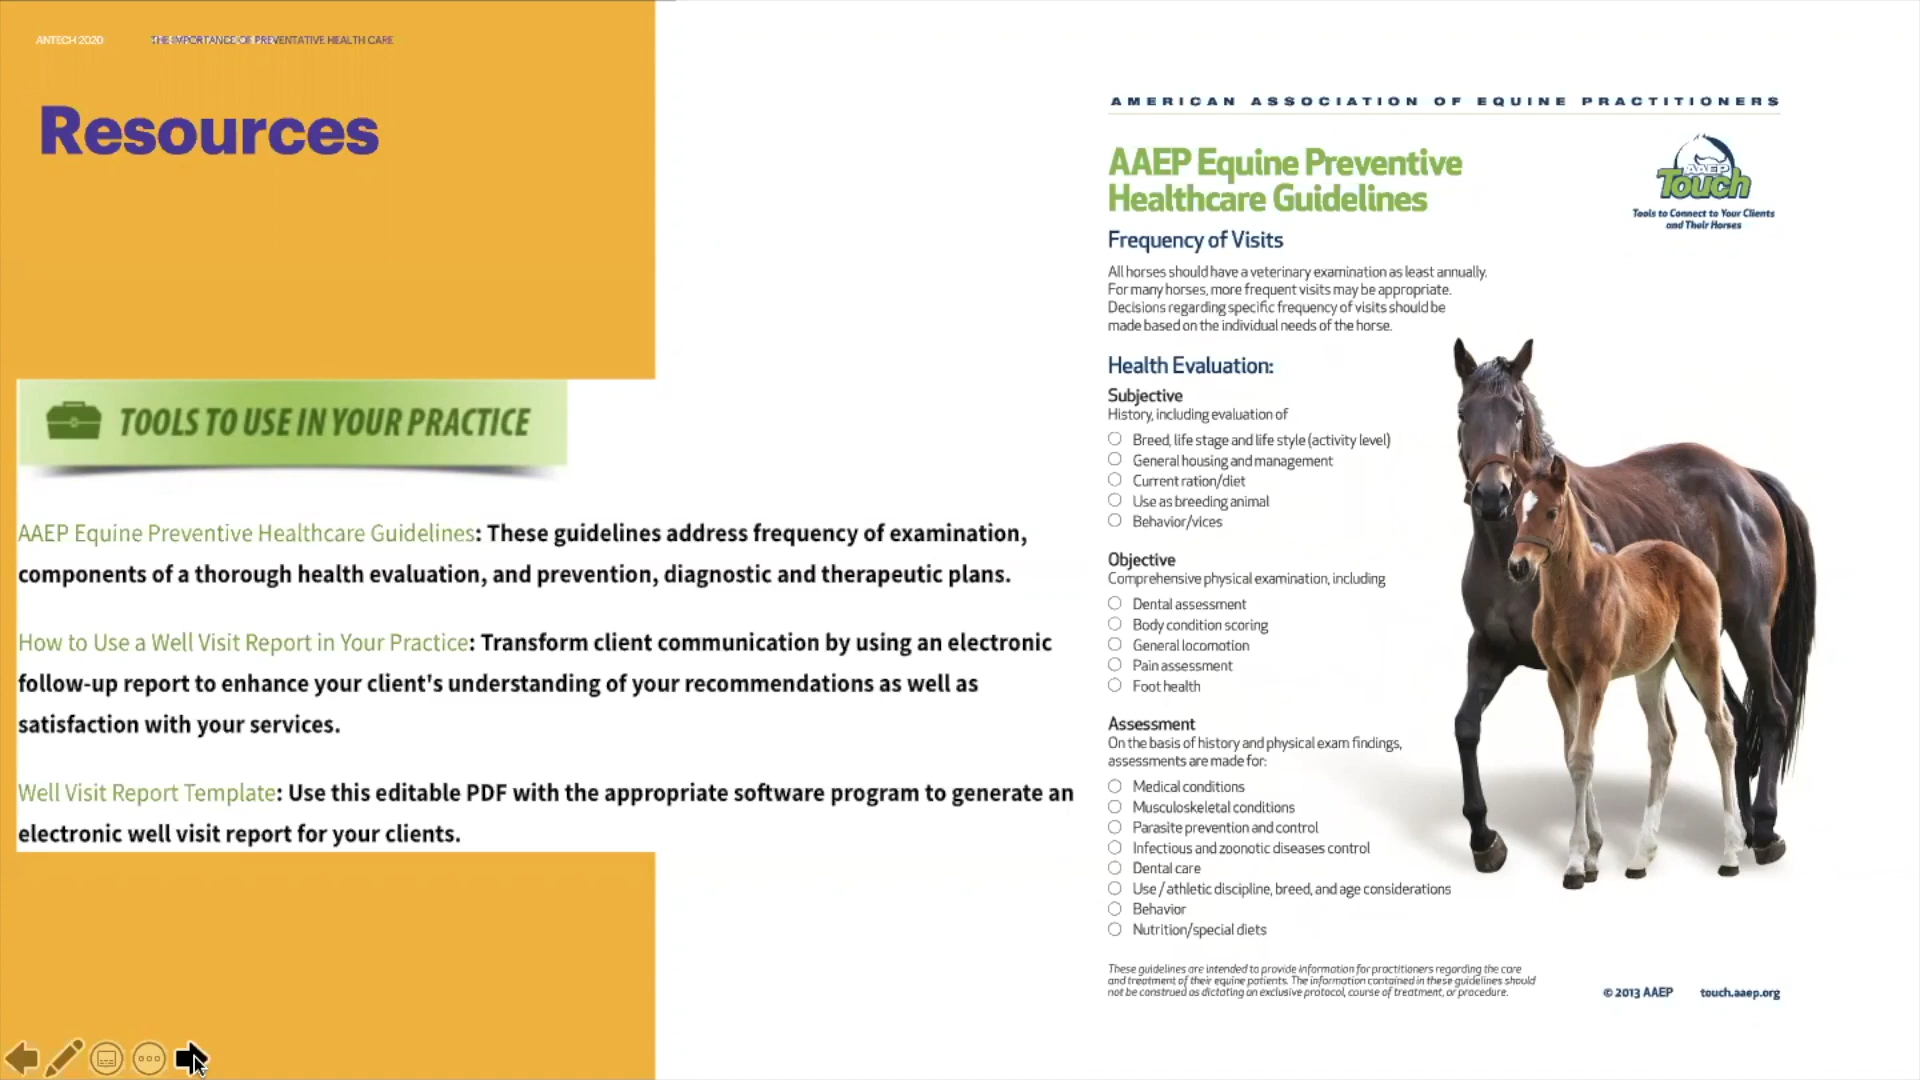 ANTECH 2020
THE IMPORTANCE OF PREVENTATIVE HEALTH CARE
Resources
TOOLS TO USE IN YOUR PRACTICE
AAEP Equine Preventive Healthcare Guidelines: These guidelines address frequency of examination,
components of a thorough health evaluation, and prevention, diagnostic and therapeutic plans.
How to Use a Well Visit Report in Your Practice: Transform client communication by using an electronic
follow-up report to enhance your client's understanding of your recommendations as well as
satisfaction with your services.
Well Visit Report Template: Use this editable PDF with the appropriate software program to generate an
electronic well visit report for your clients.
AMERICAN ASSOCIATION OF EQUINE PRACTITIONERS
AAEP Equine Preventive
Healthcare Guidelines
AAEP
Touch
Tools to Connect to Your Clients
and Their Horses
Frequency of Visits
All horses should have a veterinary examination as least annually.
For many horses, more frequent visits may be appropriate.
Decisions regarding specific frequency of visits should be
made based on the individual needs of the horse.
Health Evaluation:
Subjective
History, including evaluation of
Breed, life stage and life style (activity level)
General housing and management
Current ration/diet
Use as breeding animal
Behavior/vices
Objective
Comprehensive physical examination, including
Dental assessment
Body condition scoring
General locomotion
Pain assessment
Foot health
Assessment
On the basis of history and physical exam findings,
assessments are made for:
Medical conditions
Musculoskeletal conditions
Parasite prevention and control
Infectious and zoonotic diseases control
Dental care
Use / athletic discipline, breed, and age considerations
Behavior
Nutrition/special diets
These guidelines are intended to provide information for practitioners regarding the care
and treatment of their equine patients. The information contained in these guidelines should
not be construed as dictating an exclusive protocol, course of treatment, or procedure.
© 2013 AAEP touch.aaep.org